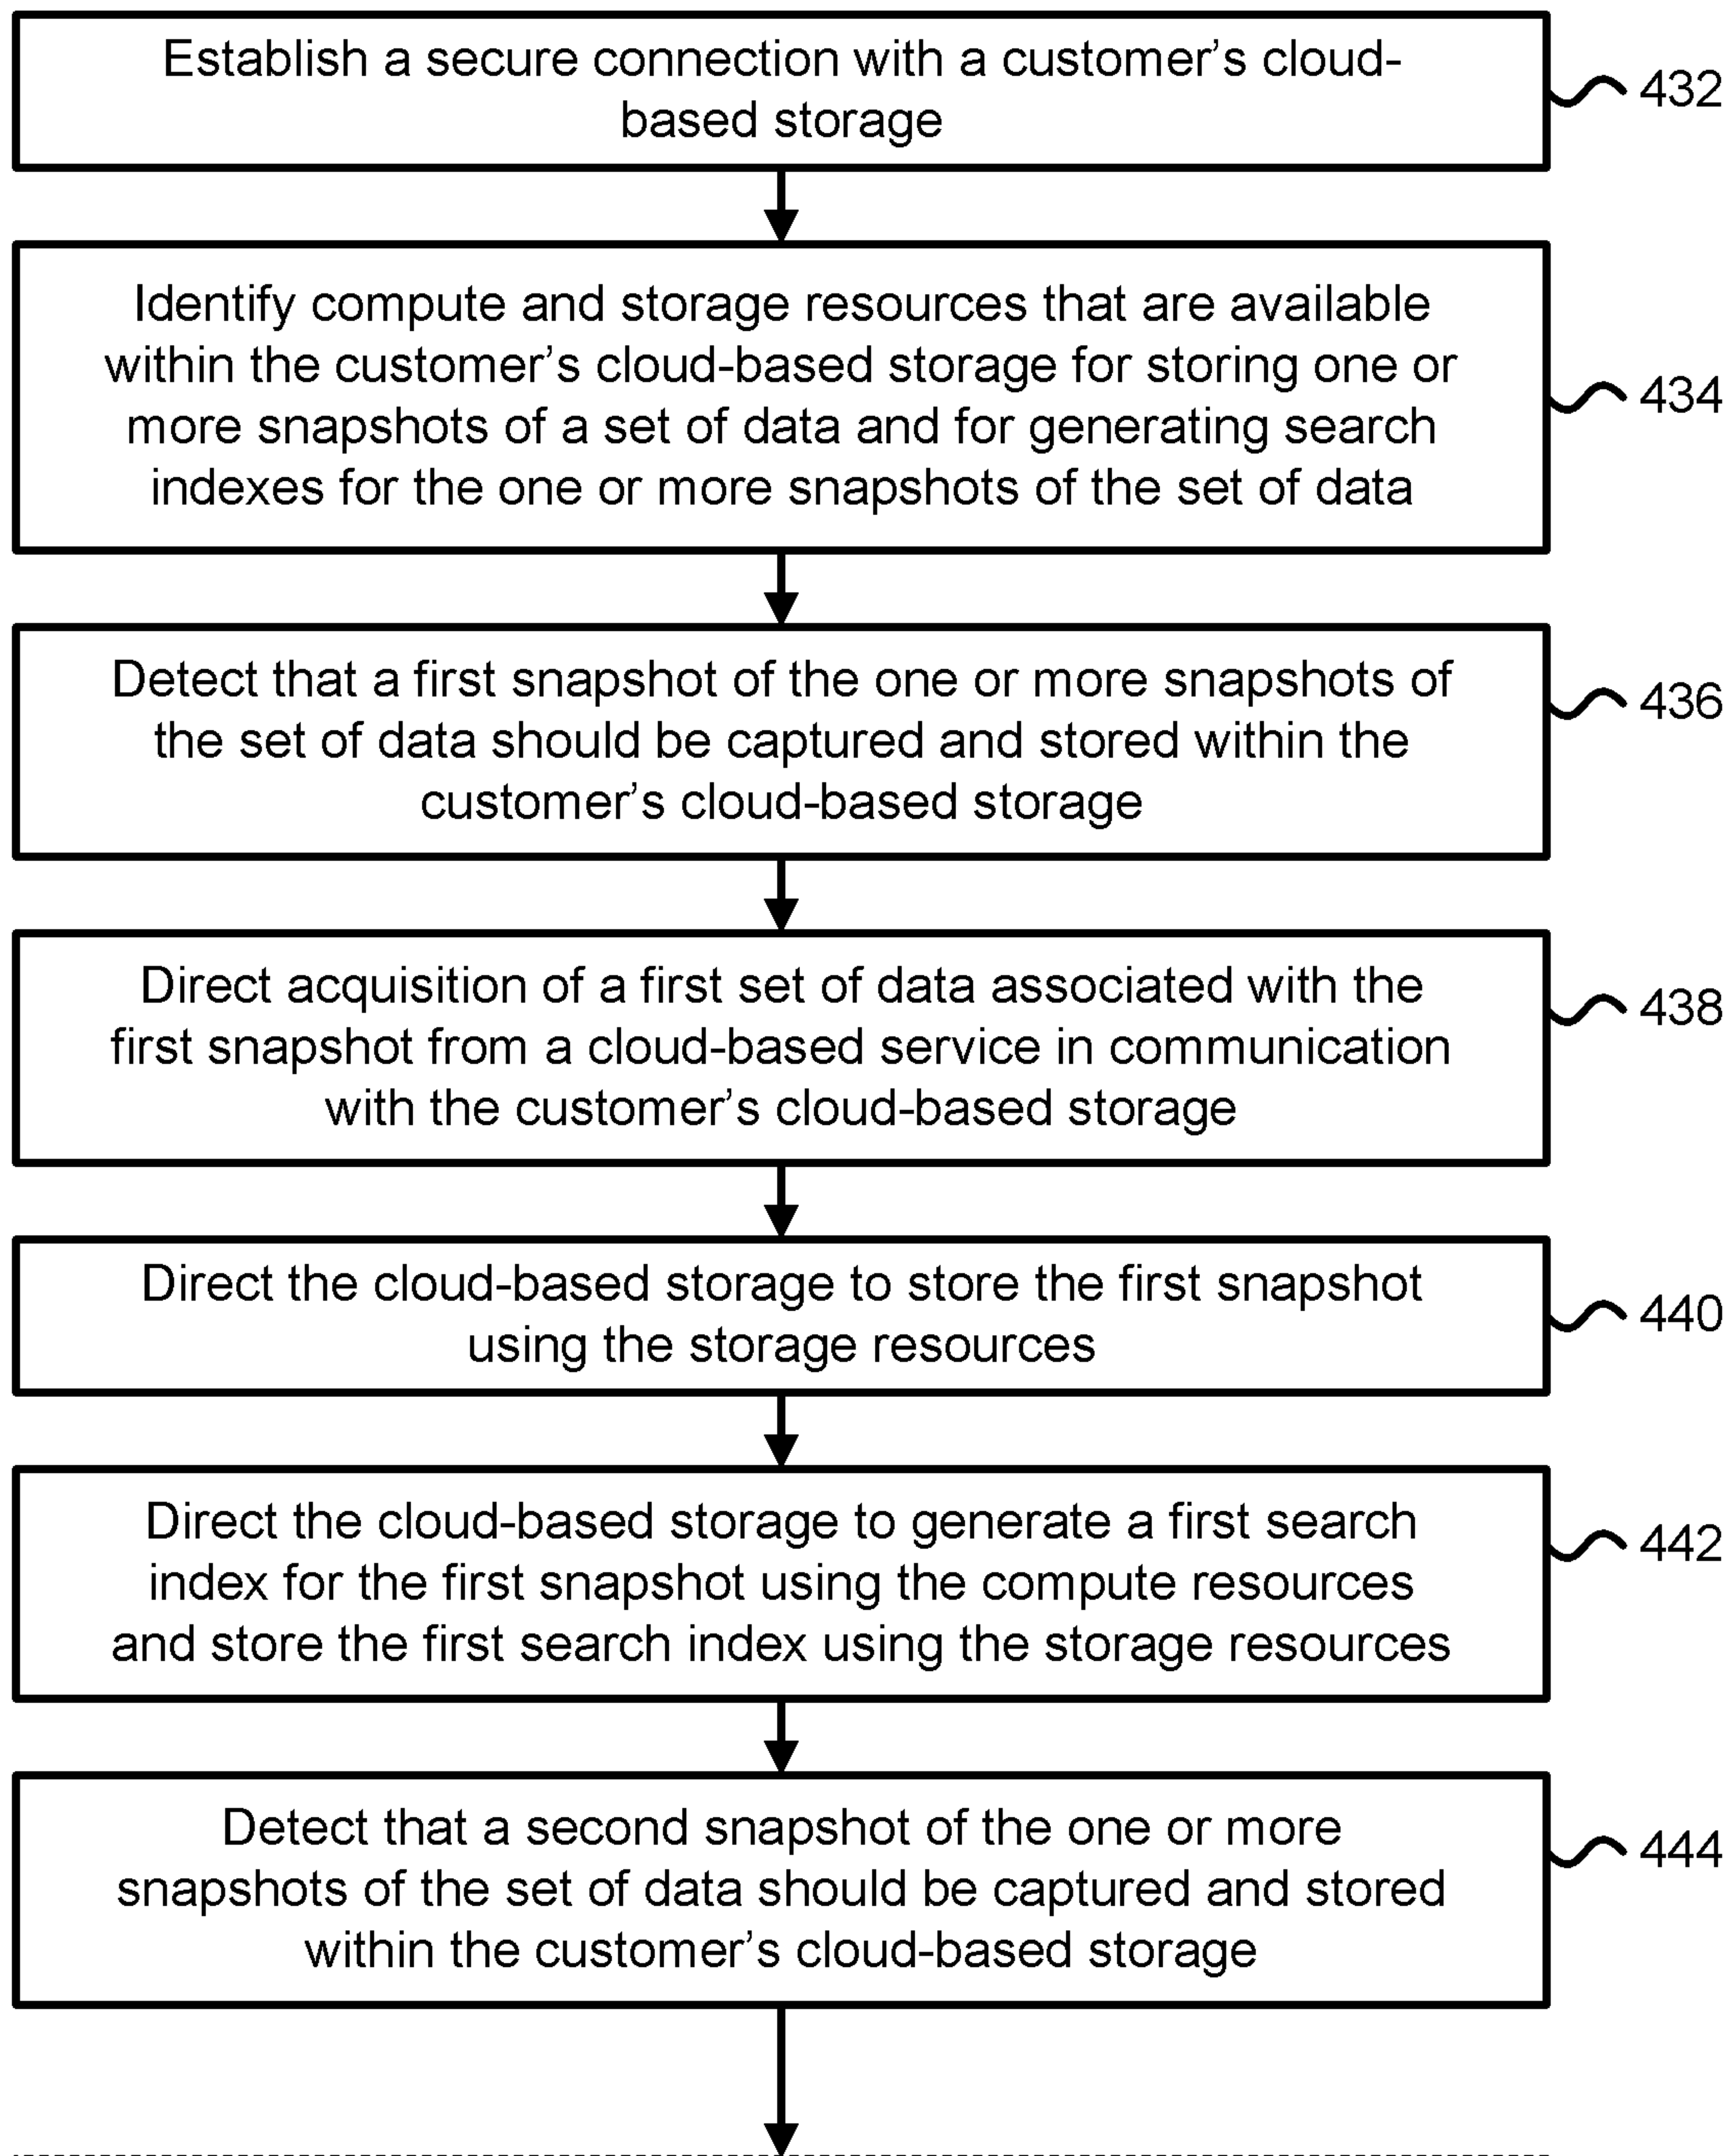 Establish a secure connection with a customer’s cloud-
based storage
432
Identify compute and storage resources that are available
within the customer’s cloud-based storage for storing one or
more snapshots of a set of data and for generating search
indexes for the one or more snapshots of the set of data
434
Detect that a first snapshot of the one or more snapshots of
the set of data should be captured and stored within the
customer’s cloud-based storage
436
Direct acquisition of a first set of data associated with the
first snapshot from a cloud-based service in communication
with the customer’s cloud-based storage
438
Direct the cloud-based storage to store the first snapshot
using the storage resources
440
Direct the cloud-based storage to generate a first search
index for the first snapshot using the compute resources
and store the first search index using the storage resources
442
Detect that a second snapshot of the one or more
snapshots of the set of data should be captured and stored
within the customer’s cloud-based storage
444